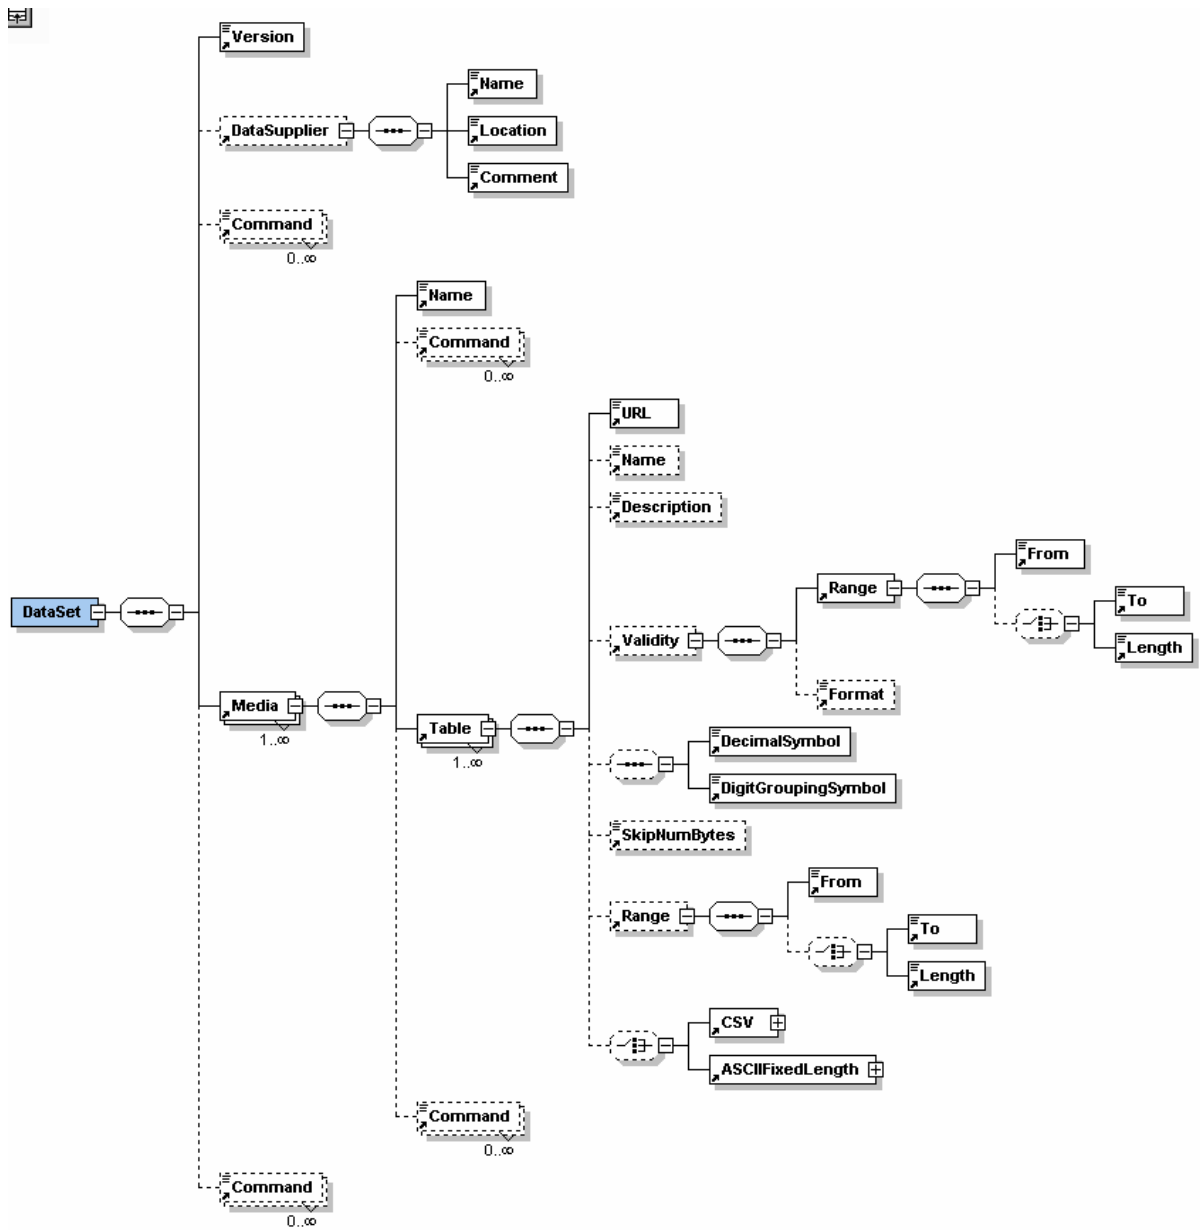 Version
Name
DataSupplier
Location
Comment
Command
0..∞
Name
Command
0..∞
URL
Name
Description
From
Range
DataSet
To
Validity
Length
Format
Media
1..∞
Table
1..∞
DecimalSymbol
DigitGroupingSymbol
SkipNumBytes
From
Range
To
Length
CSV
ASCIIFixedLength
Command
0..∞
Command
0..∞